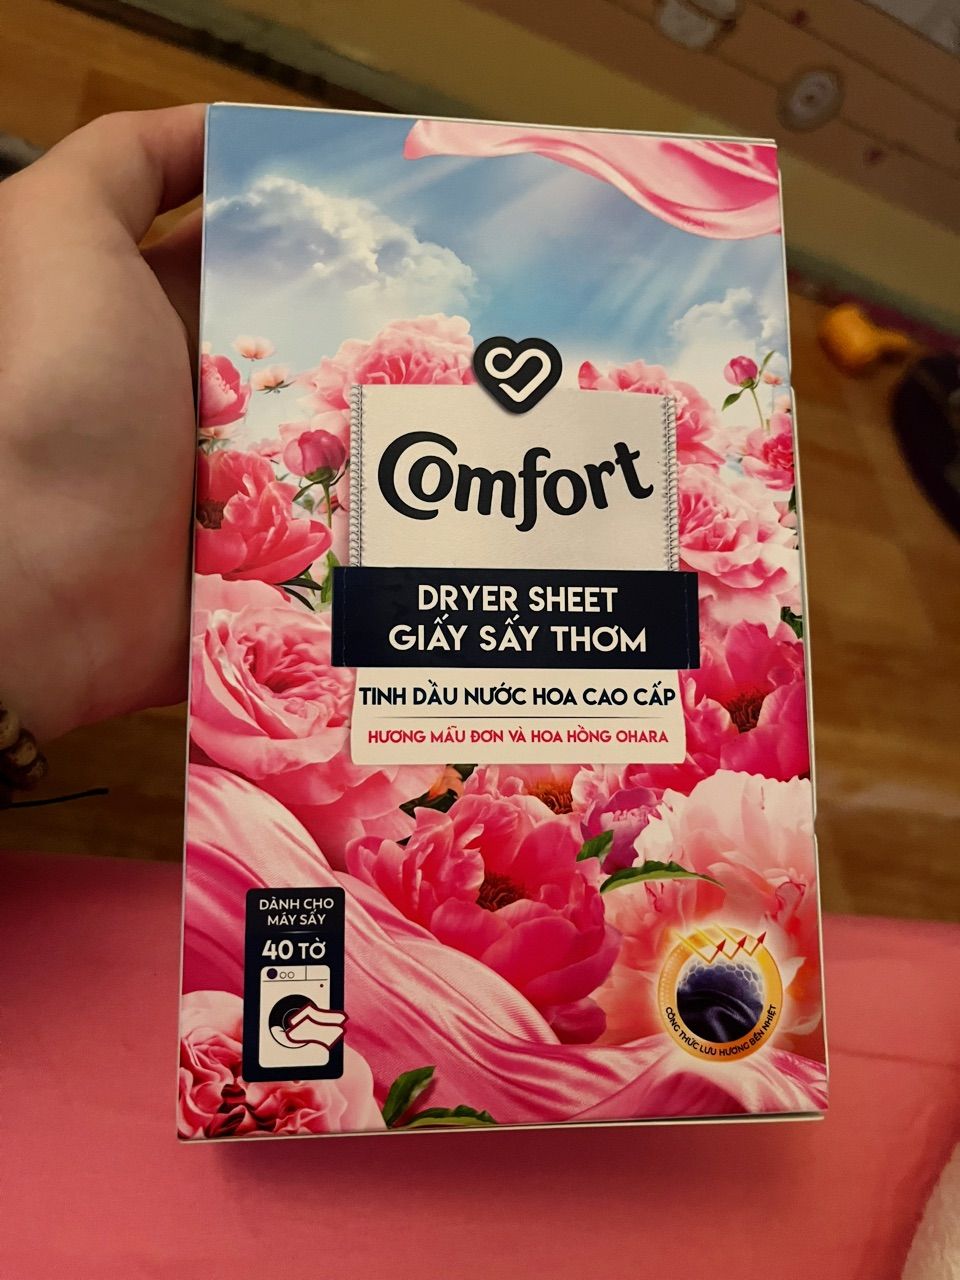 Comfort
DRYER SHEET
GIẤY SẤY THƠM
TINH DẦU NƯỚC HOA CAO CẤP
HƯƠNG MẪU ĐƠN VÀ HOA HỒNG OHARA
DÀNH CHO
MÁY SẤY
40 TỜ
CÔNG THỨC LƯU HƯƠNG BỀN NHIỆT